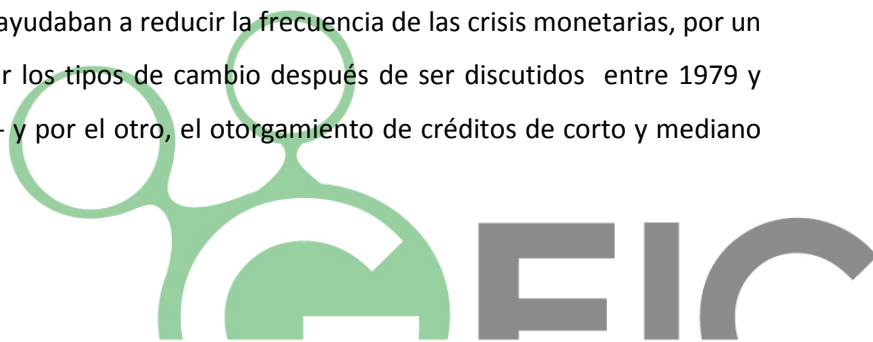 ayudaban a reducir la frecuencia de las crisis monetarias, por un
r los tipos de cambio después de ser discutidos entre 1979 y
- y por el otro, el otorgamiento de créditos de corto y mediano
GEIC